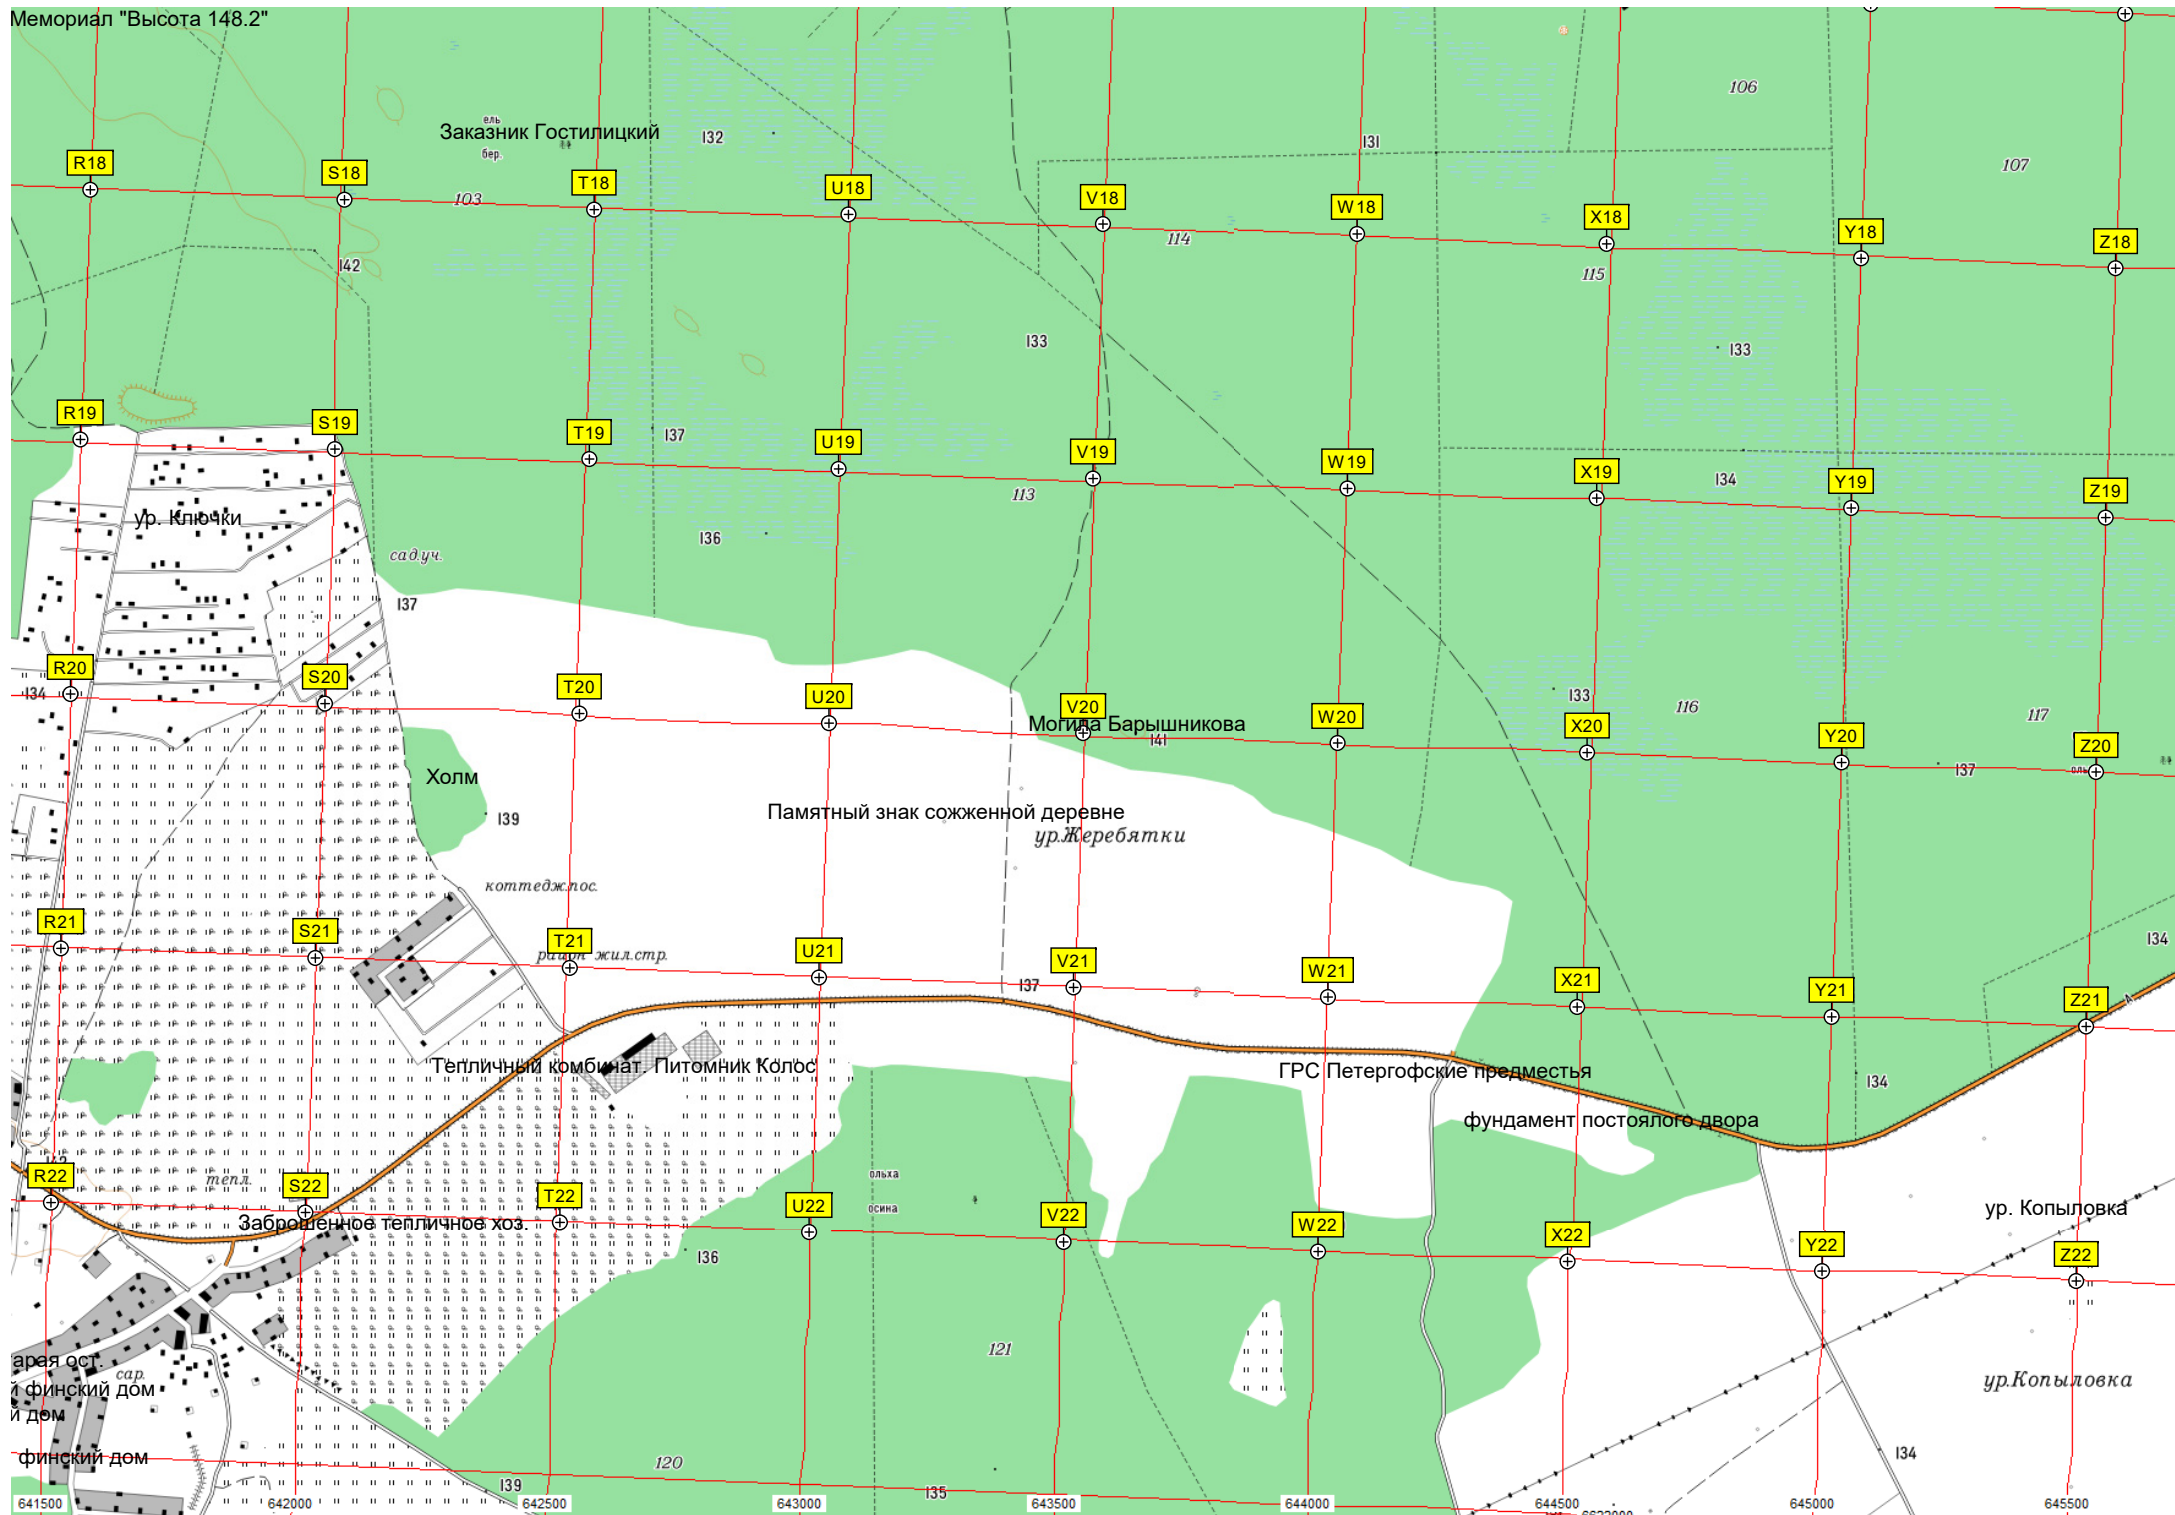 Мемориал "Высота 148.2"
106
ель
Заказник Гостилицкий
бер.
132
131
107
R18
S18
T18
U18
V18
W18
X18
Y18
Z18
103
114
115
142
133
133
R19
S19
T19
U19
V19
W19
X19
Y19
Z19
137
134
113
ур. Ключки
136
сад.уч.
137
R20
S20
T20
U20
V20
W20
X20
Y20
Z20
134
133
116
117
Могила Барышникова
141
137
Холм
139
Памятный знак сожженной деревне
ур.Жеребятки
коттедж.пос.
R21
S21
T21
U21
V21
W21
X21
Y21
Z21
134
район жил.стр.
137
Тепличный комбинат. Питомник Колос
ГРС Петергофские предместья
134
фундамент постоялого двора
ольха
осина
R22
S22
T22
U22
V22
W22
X22
Y22
Z22
тепл.
ур. Копыловка
Заброшенное тепличное хоз.
136
121
арая ост.
сар.
й финский дом
й дом
ур.Копыловка
финский дом
120
134
139
135
641500
642000
642500
643000
643500
644000
644500
645000
645500